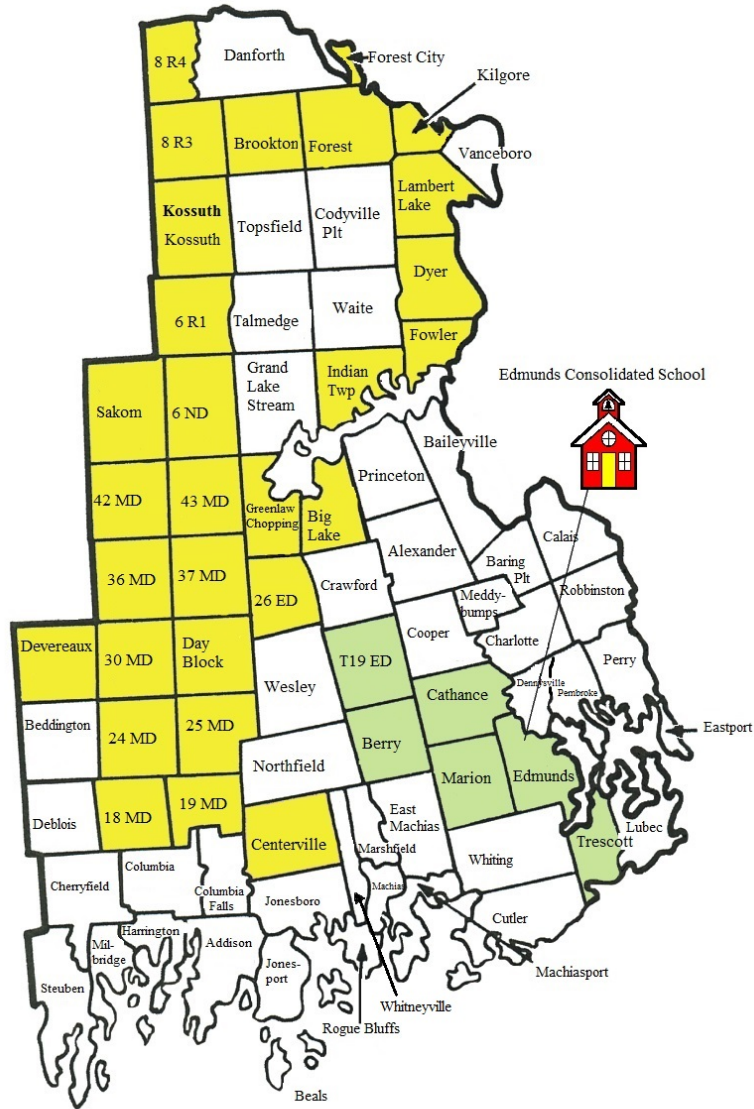 8 R4
Danforth
Forest City
Kilgore
8 R3
Brookton
Forest
Vanceboro
Kossuth
Kossuth
Topsfield
Codyville
Plt
Lambert
Lake
Dyer
6 R1
Talmedge
Waite
Fowler
Sakom
6 ND
Grand
Lake
Stream
Indian
Twp
Edmunds Consolidated School
Baileyville
Princeton
42 MD
43 MD
Greenlaw
Chopping
Big
Lake
Alexander
Calais
Baring
Plt
36 MD
37 MD
26 ED
Crawford
Meddy-
bumps
Robbinston
Cooper
Charlotte
Devereaux
30 MD
Day
Block
Wesley
T19 ED
Cathance
Dennysville
Pembroke
Perry
Eastport
Beddington
24 MD
25 MD
Northfield
Berry
Marion
Edmunds
Deblois
18 MD
19 MD
Centerville
East
Machias
Marshfield
Whiting
Trescott
Lubec
Cherryfield
Columbia
Columbia
Falls
Jonesboro
Machias
Cutler
Machiasport
Steuben
Mil-
bridge
Harrington
Addison
Jones-
port
Whitneyville
Rogue Bluffs
Beals